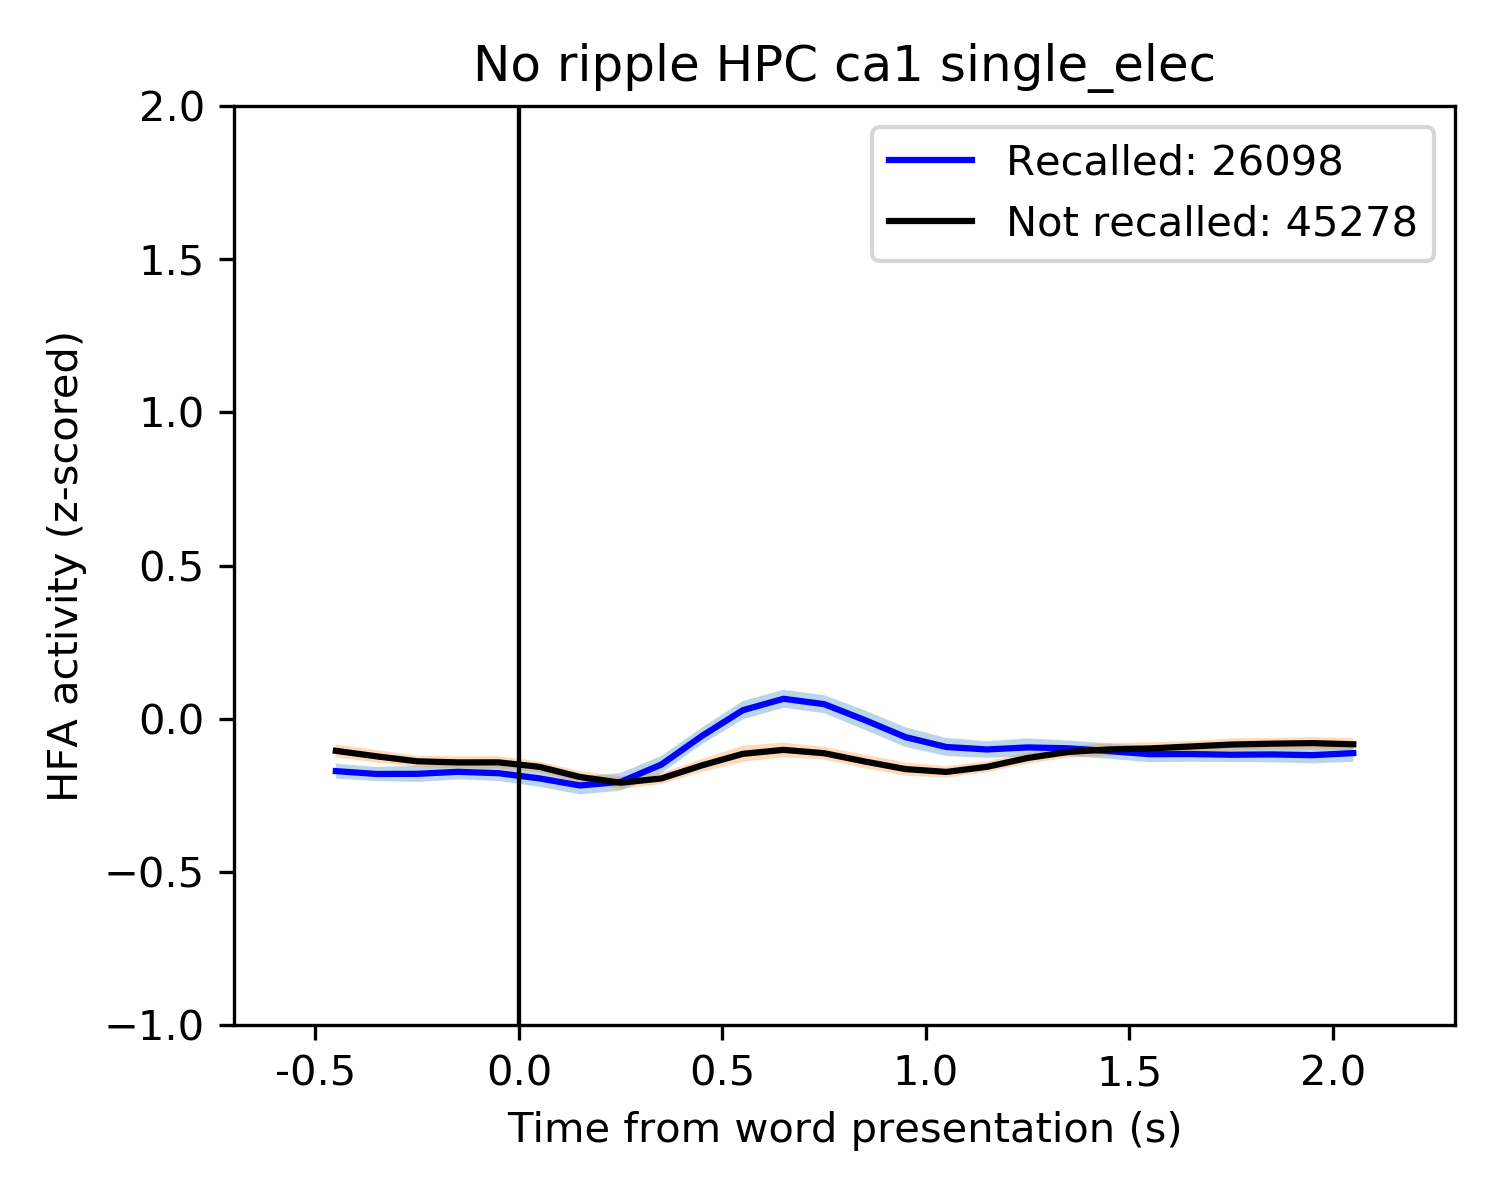 No ripple HPC ca1 single_elec
Recalled: 26098
Not recalled: 45278
HFA activity (z-scored)
2.0
1.5
1.0
0.5
0.0
−0.5
−1.0
-0.5 0.0 0.5 1.0 1.5 2.0
Time from word presentation (s)